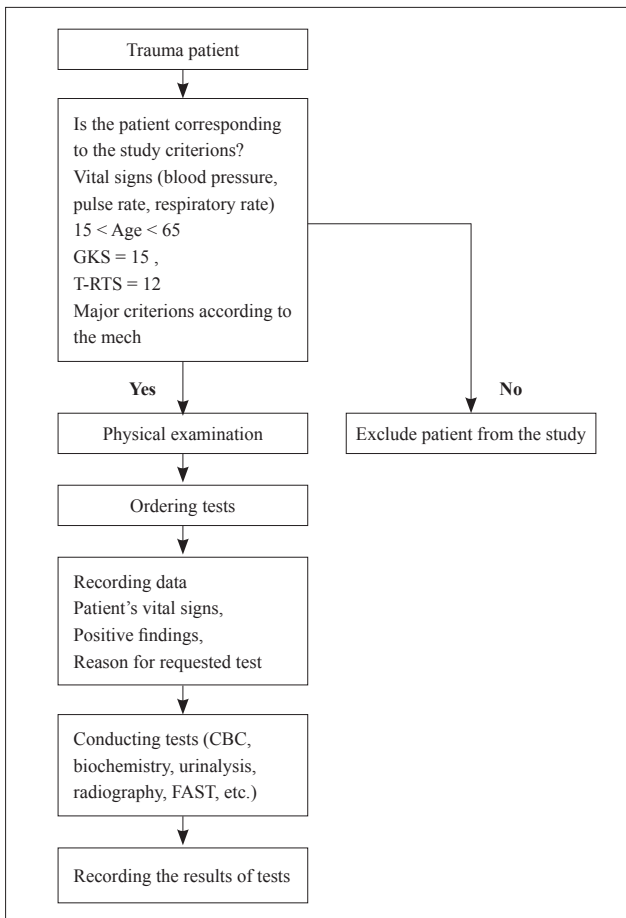 Trauma patient
Is the patient corresponding
to the study criterions?
Vital signs (blood pressure,
pulse rate, respiratory rate)
15 < Age < 65
GKS = 15 ,
T-RTS = 12
Major criterions according to
the mech
Yes
No
Physical examination
Exclude patient from the study
Ordering tests
Recording data
Patient’s vital signs,
Positive findings,
Reason for requested test
Conducting tests (CBC,
biochemistry, urinalysis,
radiography, FAST, etc.)
Recording the results of tests